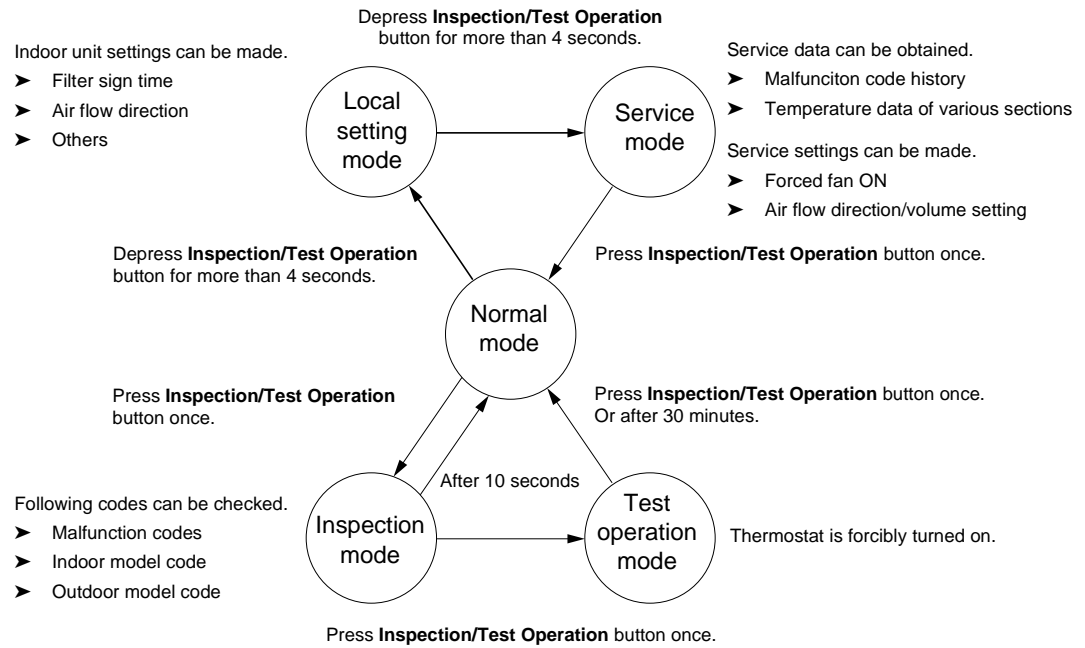 Depress Inspection/Test Operation
button for more than 4 seconds.
Indoor unit settings can be made.
➤ Filter sign time
➤ Air flow direction
➤ Others
Local
setting
mode
Service
mode
Service data can be obtained.
➤ Malfunciton code history
➤ Temperature data of various sections
Service settings can be made.
➤ Forced fan ON
➤ Air flow direction/volume setting
Depress Inspection/Test Operation
button for more than 4 seconds.
Press Inspection/Test Operation button once.
Normal
mode
Press Inspection/Test Operation
button once.
Press Inspection/Test Operation button once.
Or after 30 minutes.
After 10 seconds
Following codes can be checked.
➤ Malfunction codes
➤ Indoor model code
➤ Outdoor model code
Inspection
mode
Test
operation
mode
Thermostat is forcibly turned on.
Press Inspection/Test Operation button once.